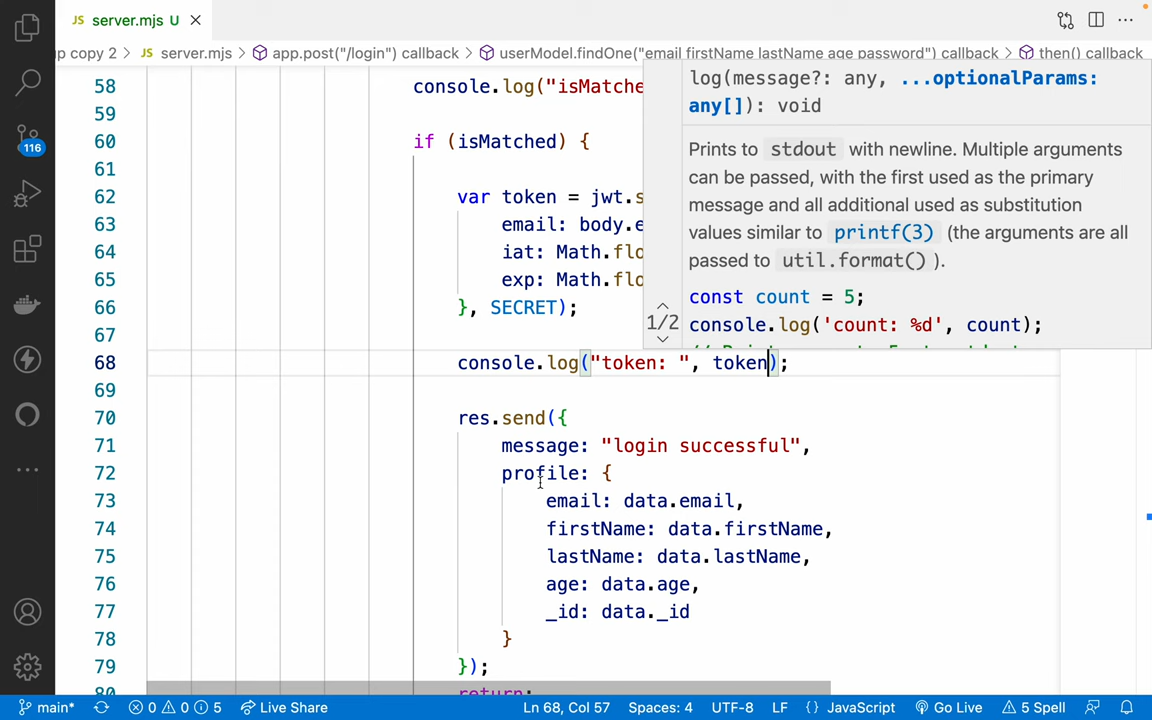 JS server.mjs U
up copy 2 > JS server.mjs > app.post("/login") callback > userModel.findOne("email firstName lastName age password") callback > then() callback
58 console.log("isMatche
59
60 if (isMatched) {
61
62 var token = jwt.s
63 email: body.e
64 iat: Math.flo
65 exp: Math.flo
66 }, SECRET);
67
68 console.log("token: ", token);
69
70 res.send({
71 message: "login successful",
72 profile: {
73 email: data.email,
74 firstName: data.firstName,
75 lastName: data.lastName,
76 age: data.age,
77 _id: data._id
78 }
79 });
80 return;
log(message?: any, ...optionalParams:
any[]): void
Prints to stdout with newline. Multiple arguments
can be passed, with the first used as the primary
message and all additional used as substitution
values similar to printf(3) (the arguments are all
passed to util.format() ).
const count = 5;
1/2
console.log('count: %d', count);
116
main* 0 0 5 Live Share Ln 68, Col 57 Spaces: 4 UTF-8 LF {} JavaScript Go Live 5 Spell